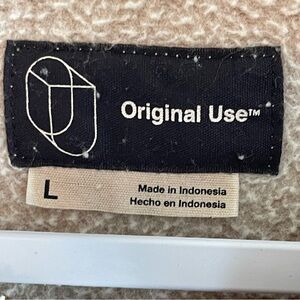 Original Use™
L
Made in Indonesia
Hecho en Indonesia